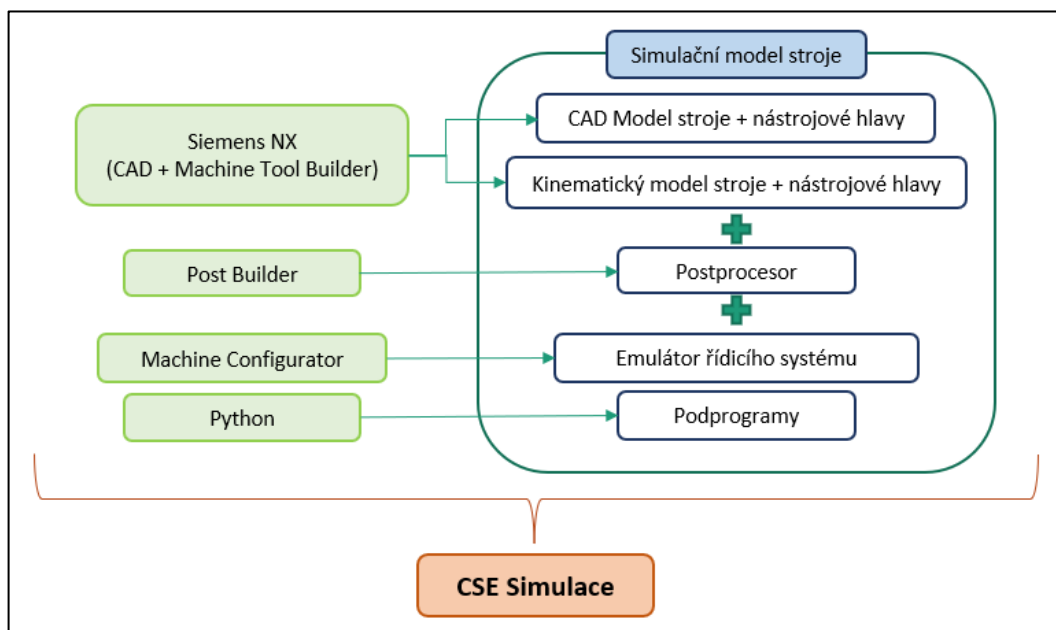 Simulační model stroje
Siemens NX
(CAD + Machine Tool Builder)
CAD Model stroje + nástrojové hlavy
Kinematický model stroje + nástrojové hlavy
Post Builder
Postprocesor
Machine Configurator
Emulátor řídicího systému
Python
Podprogramy
CSE Simulace